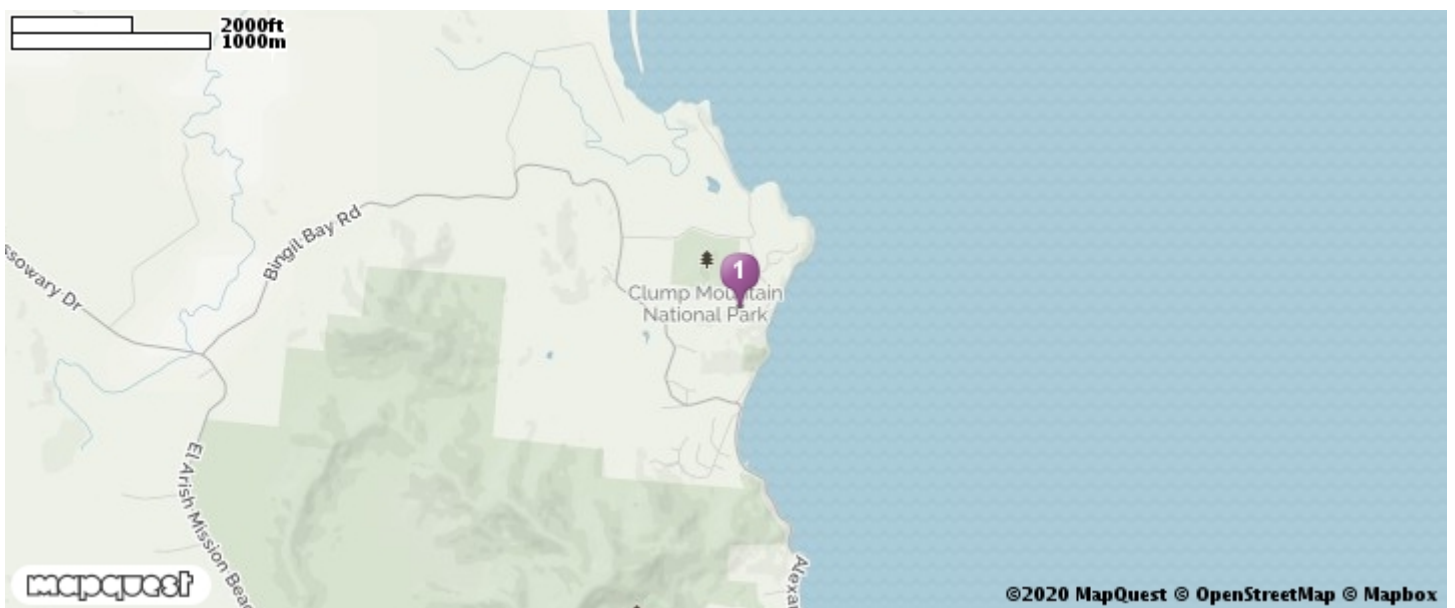 2000ft
1000m
Bingil Bay Rd
ssowary Dr
1
Clump Mountain
National Park
El Arish Mission Beac
Alexa
mapquest
©2020 MapQuest © OpenStreetMap © Mapbox